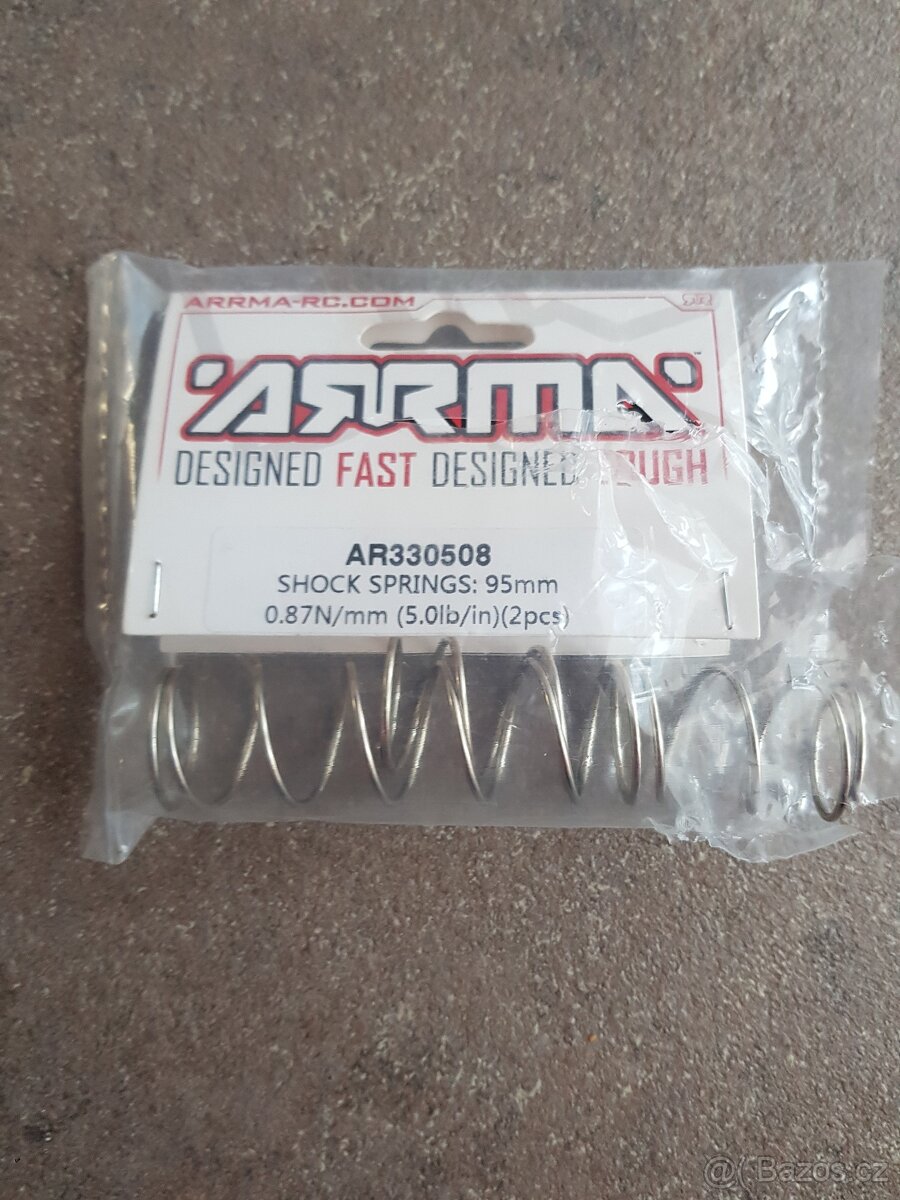 ARRMA-RC.COM
ARRMA
DESIGNED FAST DESIGNED TOUGH
AR330508
SHOCK SPRINGS: 95mm
0.87N/mm (5.0lb/in)(2pcs)
@( Bazos.cz